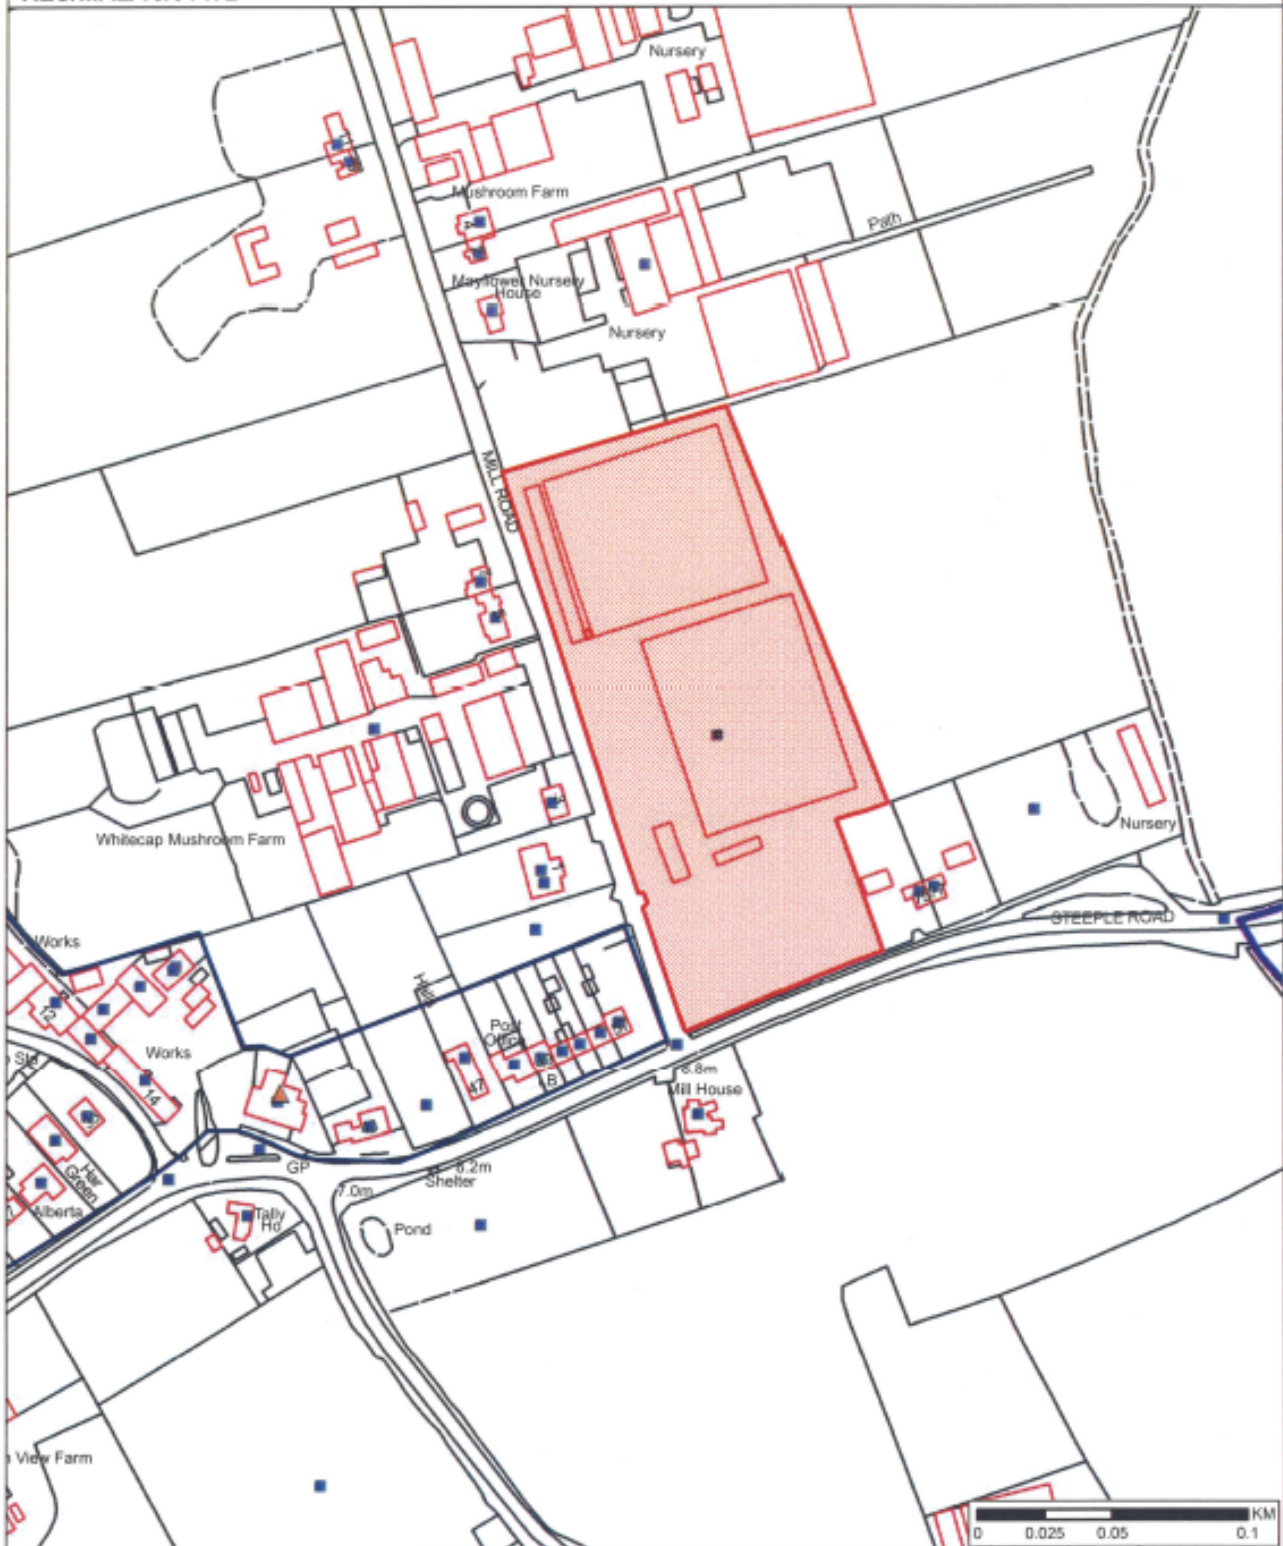 Nursery
Mushroom Farm
Path
Mayflower Nursery
House
Nursery
MILL ROAD
Whitecap Mushroom Farm
Nursery
STEEPLE ROAD
Works
12
Post
Office
Works
47
LB
8.8m
Mill House
14
GP
8.2m
Shelter
7.0m
Green
Alberta
Tally
Ho
Pond
View Farm
KM
0 0.025 0.05 0.1